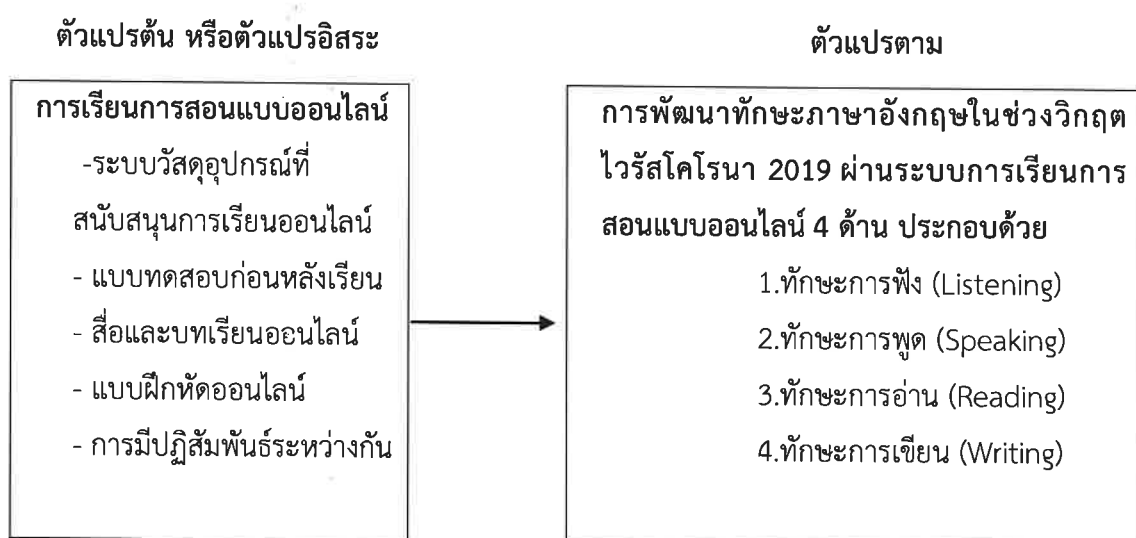 ตัวแปรต้น หรือตัวแปรอิสระ
การเรียนการสอนแบบออนไลน์
-ระบบวัสดุอุปกรณ์ที่
สนับสนุนการเรียนออนไลน์
- แบบทดสอบก่อนหลังเรียน
- สื่อและบทเรียนออนไลน์
- แบบฝึกหัดออนไลน์
- การมีปฏิสัมพันธ์ระหว่างกัน
ตัวแปรตาม
การพัฒนาทักษะภาษาอังกฤษในช่วงวิกฤต
ไวรัสโคโรนา 2019 ผ่านระบบการเรียนการ
สอนแบบออนไลน์ 4 ด้าน ประกอบด้วย
1.ทักษะการฟัง (Listening)
2.ทักษะการพูด (Speaking)
3.ทักษะการอ่าน (Reading)
4.ทักษะการเขียน (Writing)